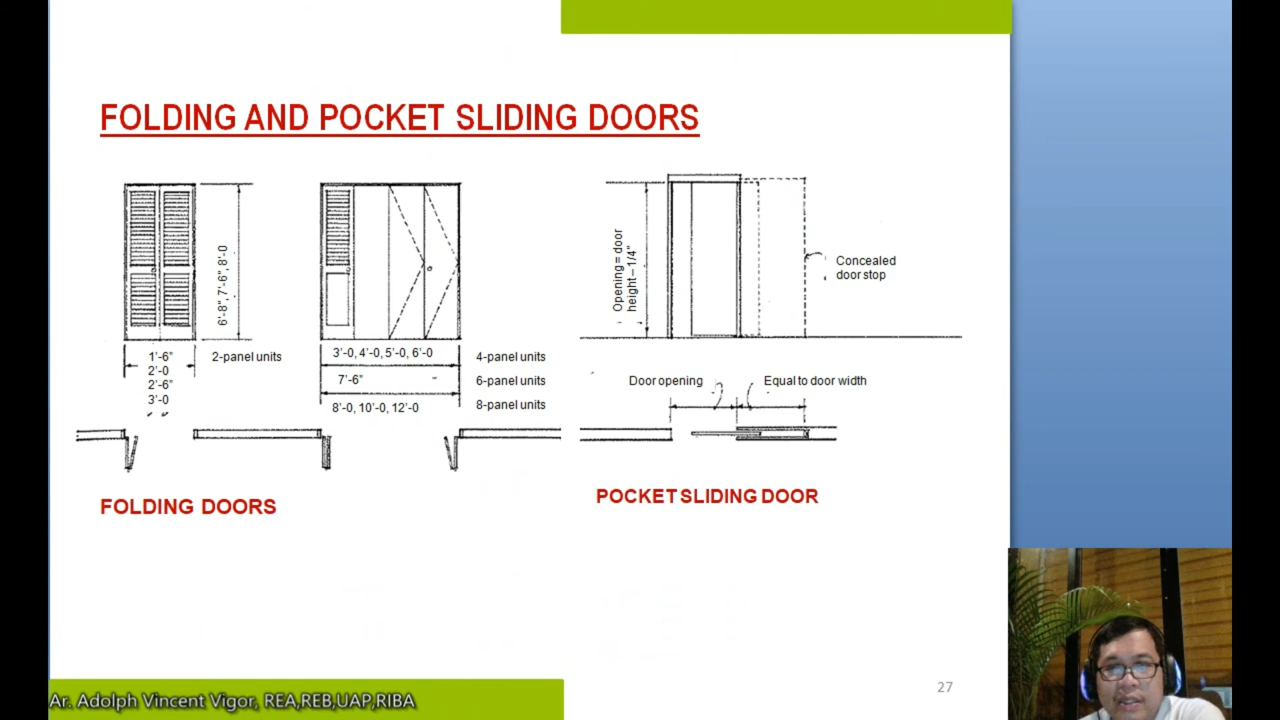 FOLDING AND POCKET SLIDING DOORS
6'-8", 7'-6", 8'-0
1'-6"
2'-0
2'-6"
3'-0
2-panel units
3'-0, 4'-0, 5'-0, 6'-0
4-panel units
7'-6"
6-panel units
8'-0, 10'-0, 12'-0
8-panel units
FOLDING DOORS
Opening = door
height – 1/4"
Concealed
door stop
Door opening
Equal to door width
POCKET SLIDING DOOR
27
Ar. Adolph Vincent Vigor, REA,REB,UAP,RIBA